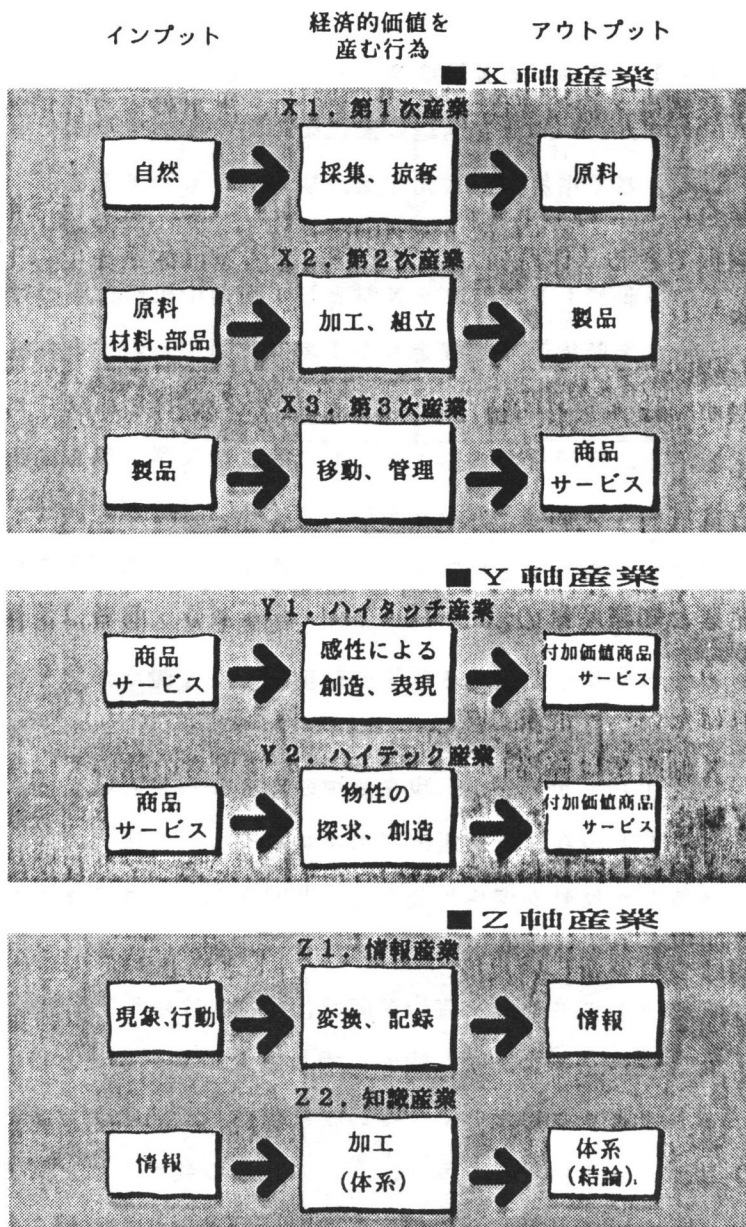 インプット
経済的価値を
産む行為
アウトプット
■X軸産業
X1．第1次産業
自然
採集、掠奪
原料
X2．第2次産業
原料
材料、部品
加工、組立
製品
X3．第3次産業
製品
移動、管理
商品
サービス
■Y軸産業
Y1．ハイタッチ産業
商品
サービス
感性による
創造、表現
付加価値商品
サービス
Y2．ハイテック産業
商品
サービス
物性の
探求、創造
付加価値商品
サービス
■Z軸産業
Z1．情報産業
現象、行動
変換、記録
情報
Z2．知識産業
情報
加工
(体系)
体系
(結論)